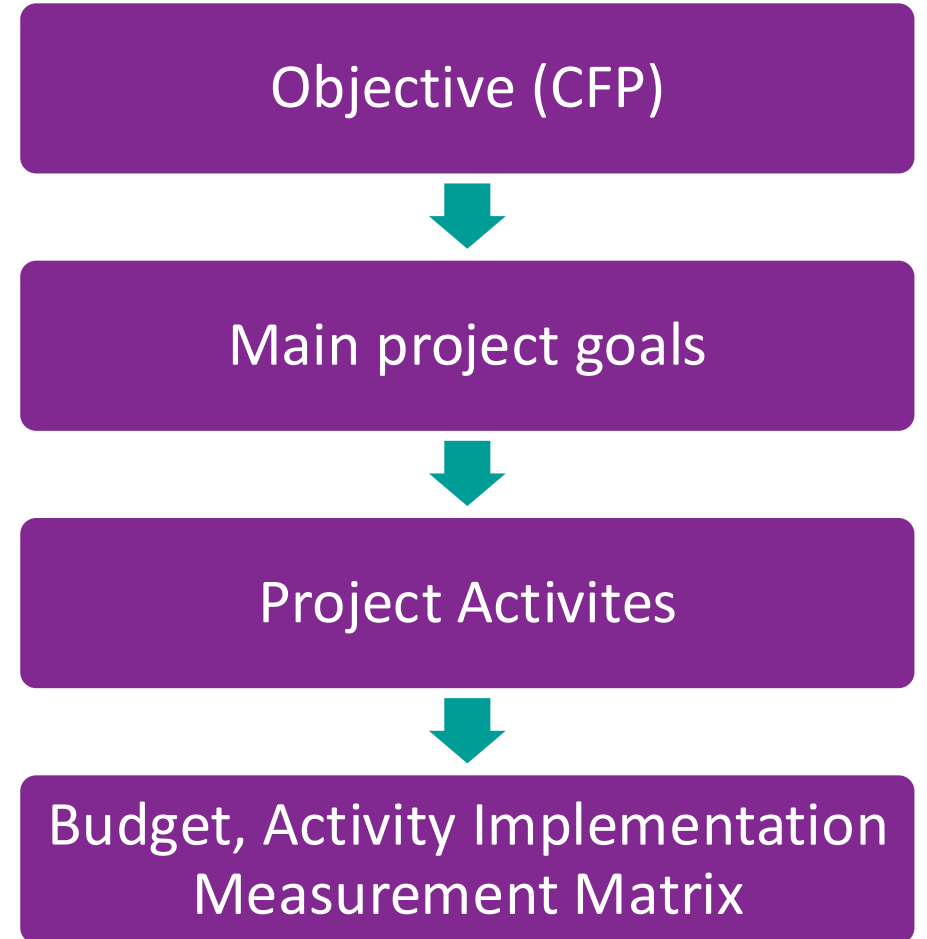 Objective (CFP)
Main project goals
Project Activites
Budget, Activity Implementation
Measurement Matrix